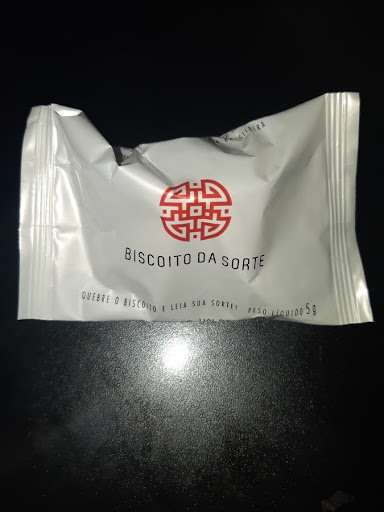 BISCOITO DA SORTE
QUEBRE O BISCOITO E LEIA SUA SORTE! PESO LÍQUIDO 5g